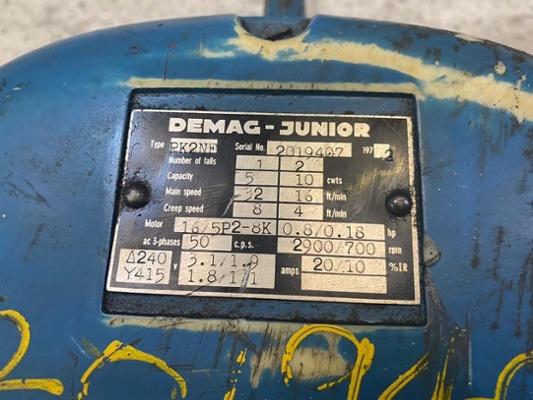 DEMAG-JUNIOR
Type PK2NF Serial No. 2019407 197 2
Number of falls 1 2
Capacity 5 10 cwts
Main speed 32 16 ft/min
Creep speed 8 4 ft/min
Motor 16/5P2-8K 0.8/0.18 hp
ac 3-phases 50 c.p.s. 2900/700 rpm
Δ240 v 3.1/1.9 amps 20/10 %IR
Y415 1.8/1.1